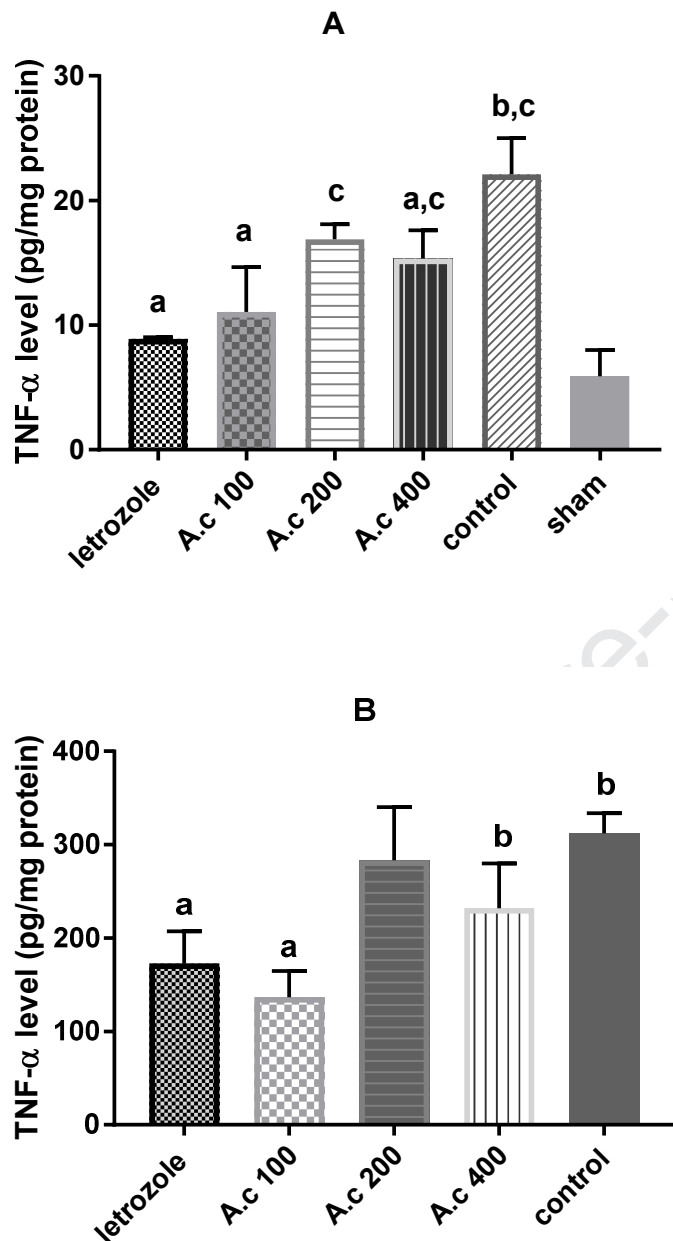 A
TNF-α level (pg/mg protein)
30
20
10
0
a
a
c
a,c
b,c
letrozole
A.c 100
A.c 200
A.c 400
control
sham
e-
B
TNF-α level (pg/mg protein)
400
300
200
100
0
a
a
b
b
letrozole
A.c 100
A.c 200
A.c 400
control